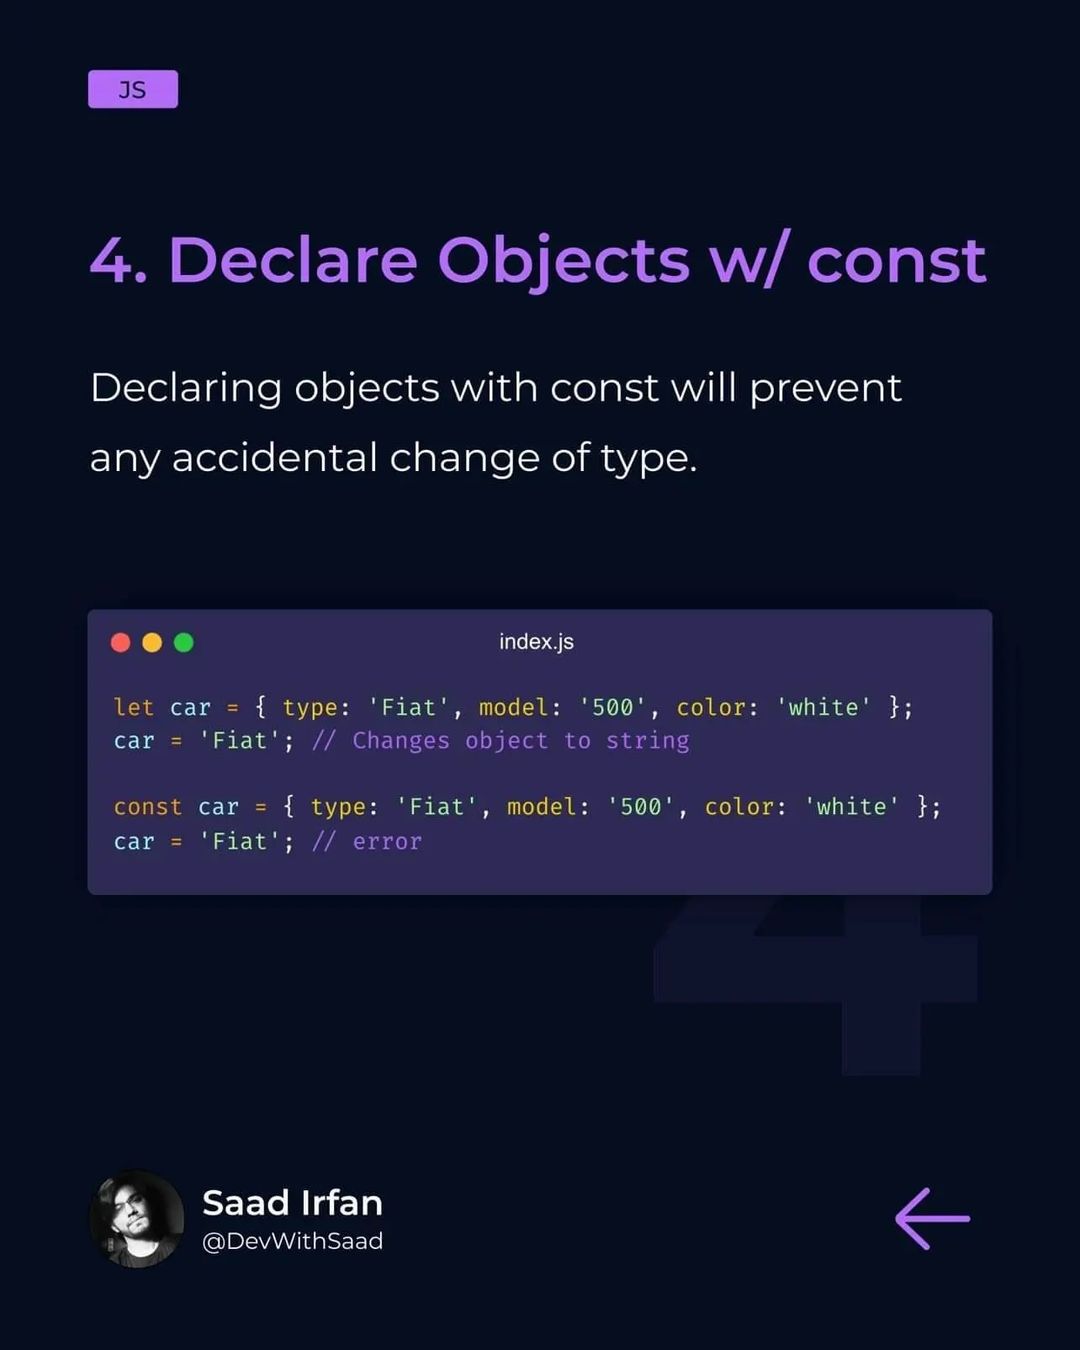 JS
4. Declare Objects w/ const
Declaring objects with const will prevent
any accidental change of type.
index.js
let car = { type: 'Fiat', model: '500', color: 'white' };
car = 'Fiat'; // Changes object to string
const car = { type: 'Fiat', model: '500', color: 'white' };
car = 'Fiat'; // error
4
Saad Irfan
@DevWithSaad